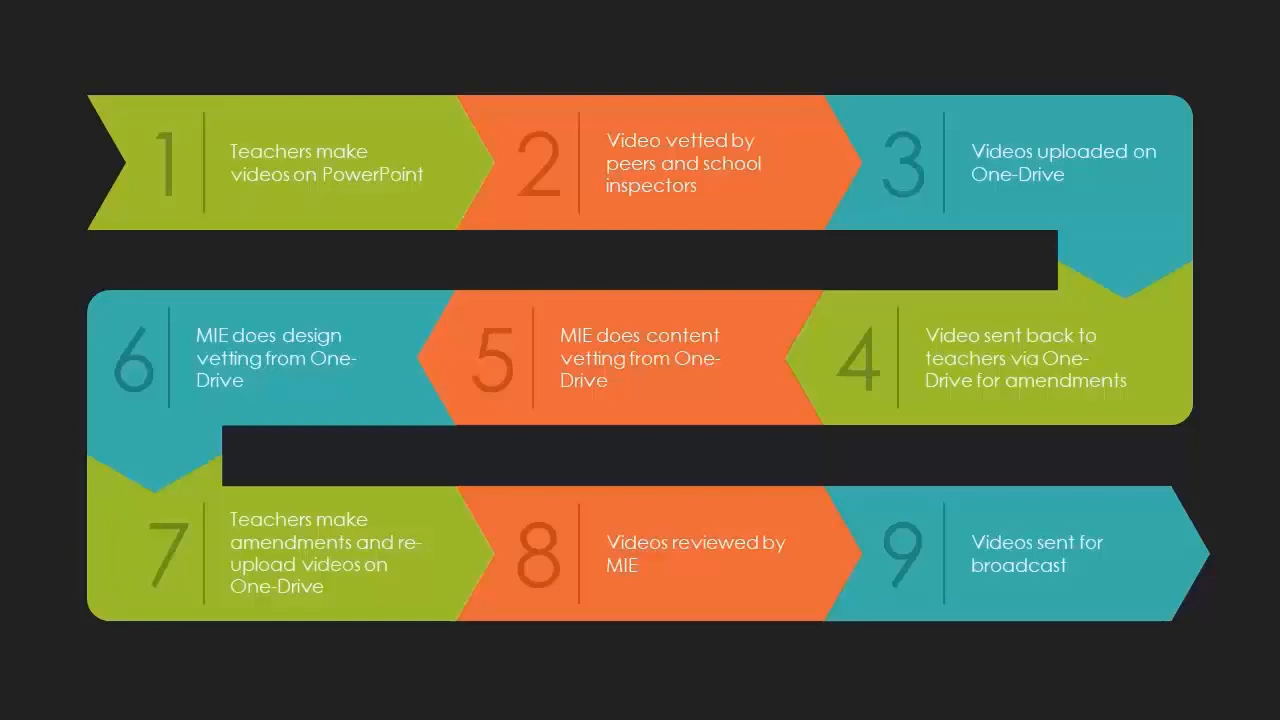 1
Teachers make
videos on PowerPoint
2
Video vetted by
peers and school
inspectors
3
Videos uploaded on
One-Drive
4
Video sent back to
teachers via One-
Drive for amendments
5
MIE does content
vetting from One-
Drive
6
MIE does design
vetting from One-
Drive
7
Teachers make
amendments and re-
upload videos on
One-Drive
8
Videos reviewed by
MIE
9
Videos sent for
broadcast